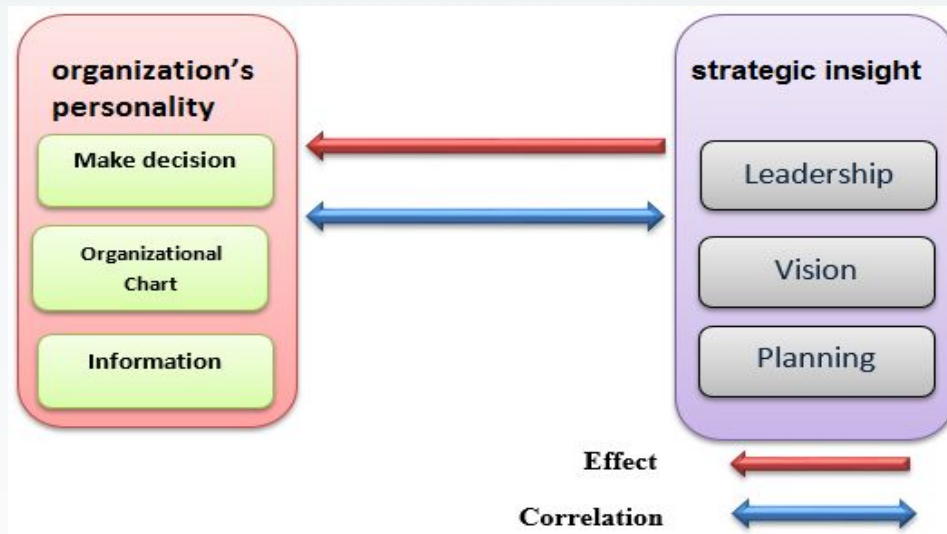 organization's
personality
Make decision
Organizational
Chart
Information
strategic insight
Leadership
Vision
Planning
Effect
Correlation